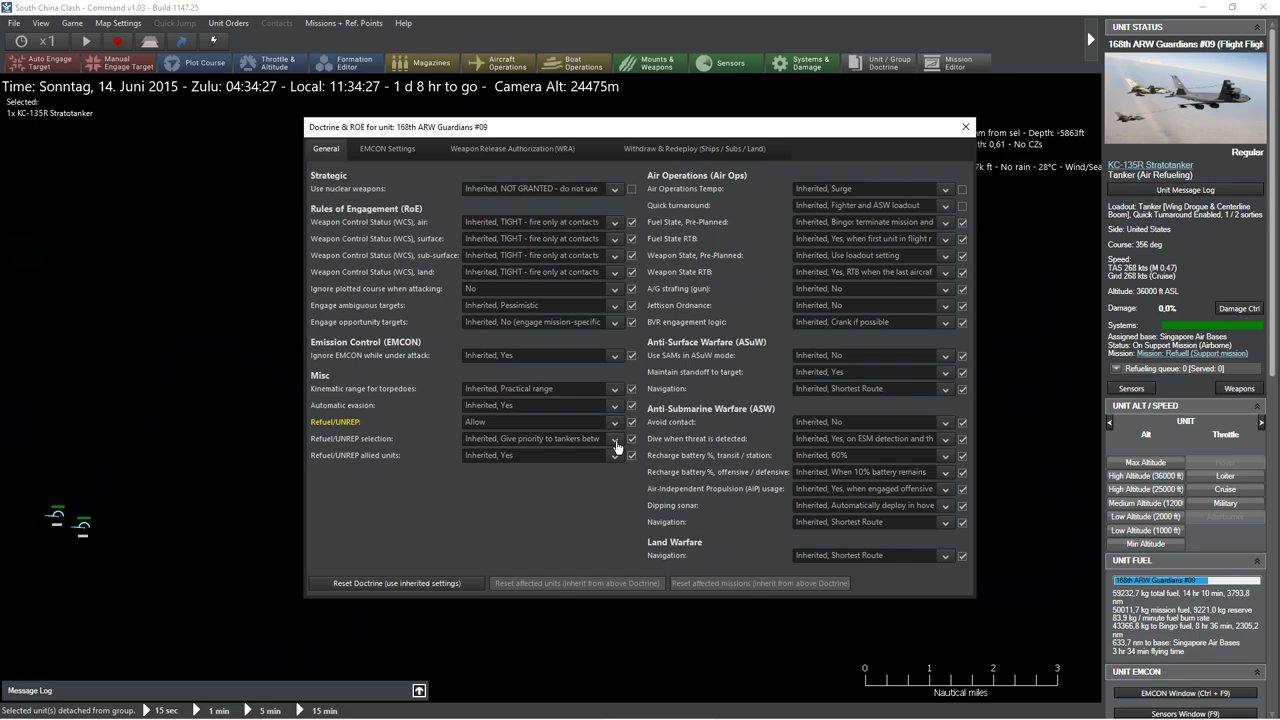 South China Clash - Command v1.03 - Build 1147.25
File View Game Map Settings Quick Jump Unit Orders Contacts Missions + Ref. Points Help
x1
Auto Engage Target
Manual Engage Target
Plot Course
Throttle & Altitude
Formation Editor
Magazines
Aircraft Operations
Boat Operations
Mounts & Weapons
Sensors
Systems & Damage
Unit / Group Doctrine
Mission Editor
Time: Sonntag, 14. Juni 2015 - Zulu: 04:34:27 - Local: 11:34:27 - 1 d 8 hr to go - Camera Alt: 24475m
Selected:
1x KC-135R Stratotanker
m from sel - Depth: -5863ft
0,61 - No CZs
7k ft - No rain - 28°C - Wind/Sea
Doctrine & ROE for unit: 168th ARW Guardians #09
General EMCON Settings Weapon Release Authorization (WRA) Withdraw & Redeploy (Ships / Subs / Land)
Strategic
Use nuclear weapons: Inherited, NOT GRANTED - do not use
Rules of Engagement (RoE)
Weapon Control Status (WCS), air: Inherited, TIGHT - fire only at contacts
Weapon Control Status (WCS), surface: Inherited, TIGHT - fire only at contacts
Weapon Control Status (WCS), sub-surface: Inherited, TIGHT - fire only at contacts
Weapon Control Status (WCS), land: Inherited, TIGHT - fire only at contacts
Ignore plotted course when attacking: No
Engage ambiguous targets: Inherited, Pessimistic
Engage opportunity targets: Inherited, No (engage mission-specific
Emission Control (EMCON)
Ignore EMCON while under attack: Inherited, Yes
Misc
Kinematic range for torpedoes: Inherited, Practical range
Automatic evasion: Inherited, Yes
Refuel/UNREP: Allow
Refuel/UNREP selection: Inherited, Give priority to tankers betw
Refuel/UNREP allied units: Inherited, Yes
Air Operations (Air Ops)
Air Operations Tempo: Inherited, Surge
Quick turnaround: Inherited, Fighter and ASW loadout
Fuel State, Pre-Planned: Inherited, Bingo: terminate mission and
Fuel State RTB: Inherited, Yes, when first unit in flight r
Weapon State, Pre-Planned: Inherited, Use loadout setting
Weapon State RTB: Inherited, Yes, RTB when the last aircraf
A/G strafing (gun): Inherited, No
Jettison Ordnance: Inherited, No
BVR engagement logic: Inherited, Crank if possible
Anti-Surface Warfare (ASuW)
Use SAMs in ASuW mode: Inherited, No
Maintain standoff to target: Inherited, Yes
Navigation: Inherited, Shortest Route
Anti-Submarine Warfare (ASW)
Avoid contact: Inherited, No
Dive when threat is detected: Inherited, Yes, on ESM detection and th
Recharge battery %, transit / station: Inherited, 60%
Recharge battery %, offensive / defensive: Inherited, When 10% battery remains
Air-Independent Propulsion (AIP) usage: Inherited, Yes, when engaged offensive
Dipping sonar: Inherited, Automatically deploy in hove
Navigation: Inherited, Shortest Route
Land Warfare
Navigation: Inherited, Shortest Route
Reset Doctrine (use inherited settings) Reset affected units (inherit from above Doctrine) Reset affected missions (inherit from above Doctrine)
0 1 2 3
Nautical miles
Message Log
Selected unit(s) detached from group. 15 sec 1 min 5 min 15 min
UNIT STATUS
168th ARW Guardians #09 (Flight Fligh
Regular
KC-135R Stratotanker
Tanker (Air Refueling)
Unit Message Log
Loadout: Tanker [Wing Drogue & Centerline
Boom], Quick Turnaround Enabled, 1 / 2 sorties
Side: United States
Course: 356 deg
Speed:
TAS 268 kts (M 0,47)
Gnd 268 kts (Cruise)
Altitude: 36000 ft ASL
Damage: 0,0% Damage Ctrl
Systems:
Assigned base: Singapore Air Bases
Status: On Support Mission (Airborne)
Mission: Mission: Refuell (Support mission)
Refueling queue: 0 [Served: 0]
Sensors Weapons
UNIT ALT / SPEED
UNIT
Alt Throttle
Max Altitude
High Altitude (36000 ft) Loiter
High Altitude (25000 ft) Cruise
Medium Altitude (1200 Military
Low Altitude (2000 ft) Afterburner
Low Altitude (1000 ft)
Min Altitude
UNIT FUEL
168th ARW Guardians #09
59232,7 kg total fuel, 14 hr 10 min, 3793,8
nm
50011,7 kg mission fuel, 9221,0 kg reserve
83,9 kg / minute fuel burn rate
43366,8 kg to Bingo fuel, 8 hr 36 min, 2305,2
nm
633,7 nm to base: Singapore Air Bases
3 hr 34 min flying time
UNIT EMCON
EMCON Window (Ctrl + F9)
Sensors Window (F9)